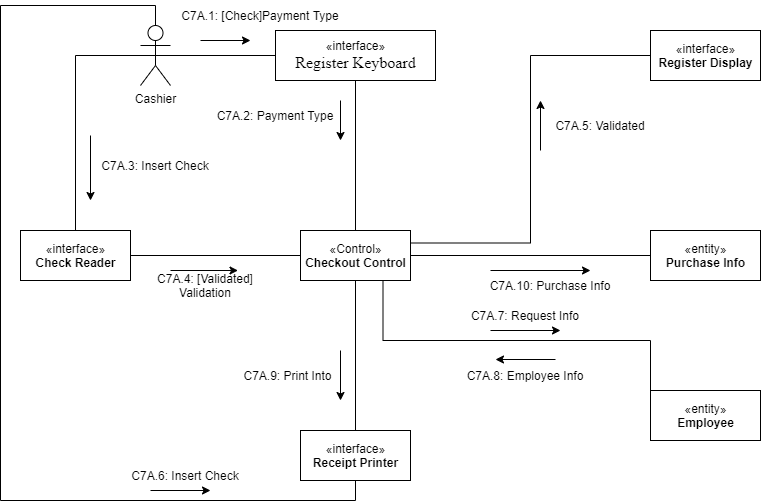 C7A.1: [Check]Payment Type
«interface»
Register Keyboard
«interface»
Register Display
Cashier
C7A.2: Payment Type
C7A.5: Validated
C7A.3: Insert Check
«interface»
Check Reader
«Control»
Checkout Control
«entity»
Purchase Info
C7A.4: [Validated]
Validation
C7A.10: Purchase Info
C7A.7: Request Info
C7A.9: Print Into
C7A.8: Employee Info
«entity»
Employee
«interface»
Receipt Printer
C7A.6: Insert Check